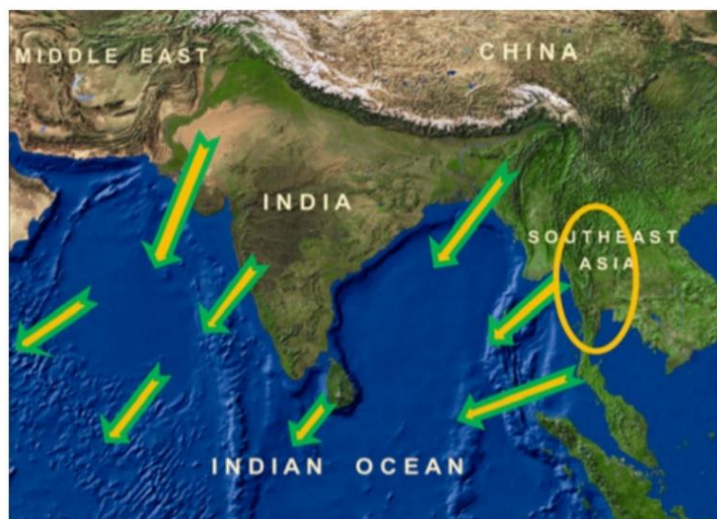 MIDDLE EAST
CHINA
INDIA
SOUTHEAST
ASIA
INDIAN OCEAN